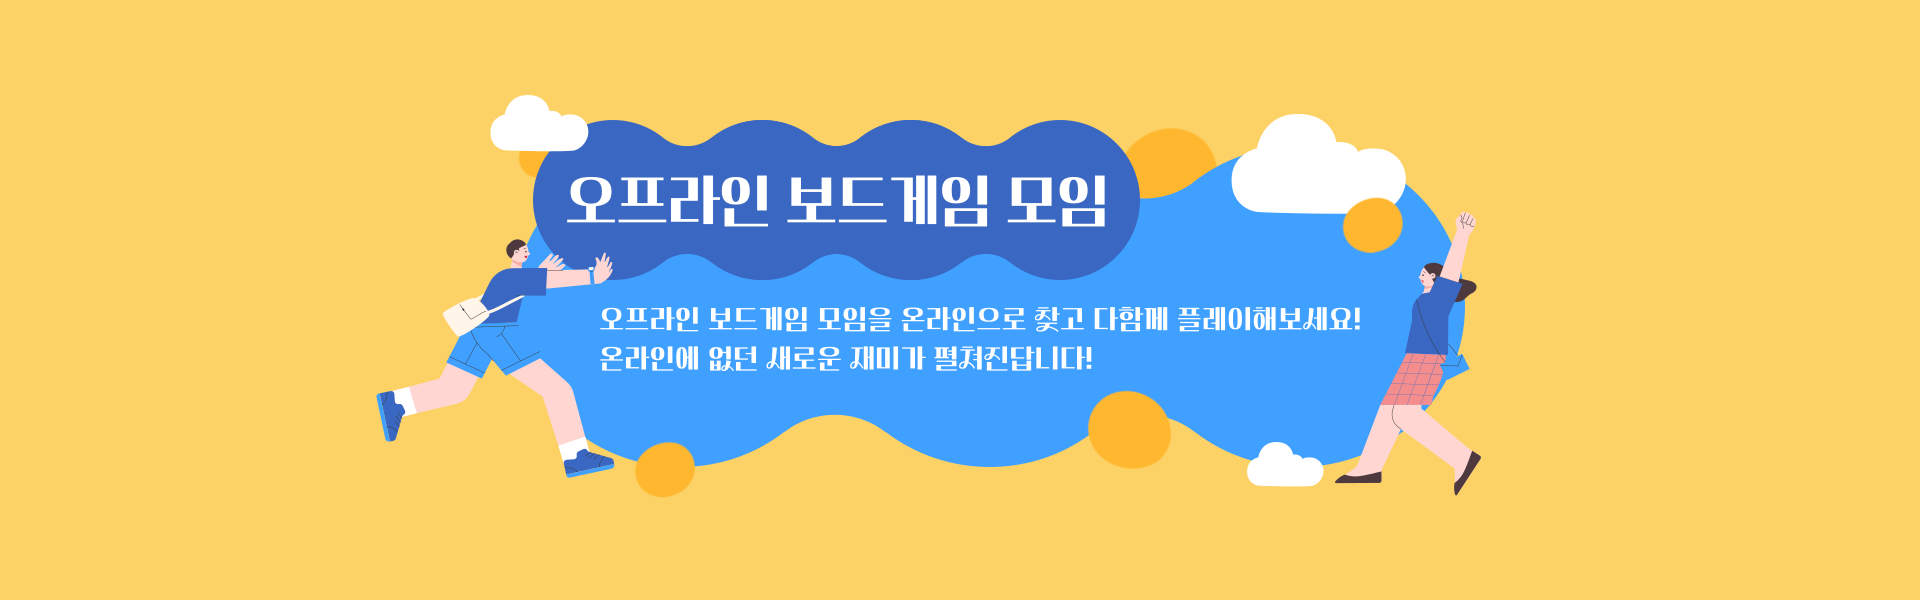 오프라인 보드게임 모임
오프라인 보드게임 모임을 온라인으로 찾고 다함께 플레이해보세요!
온라인에 없던 새로운 재미가 펼쳐진답니다!